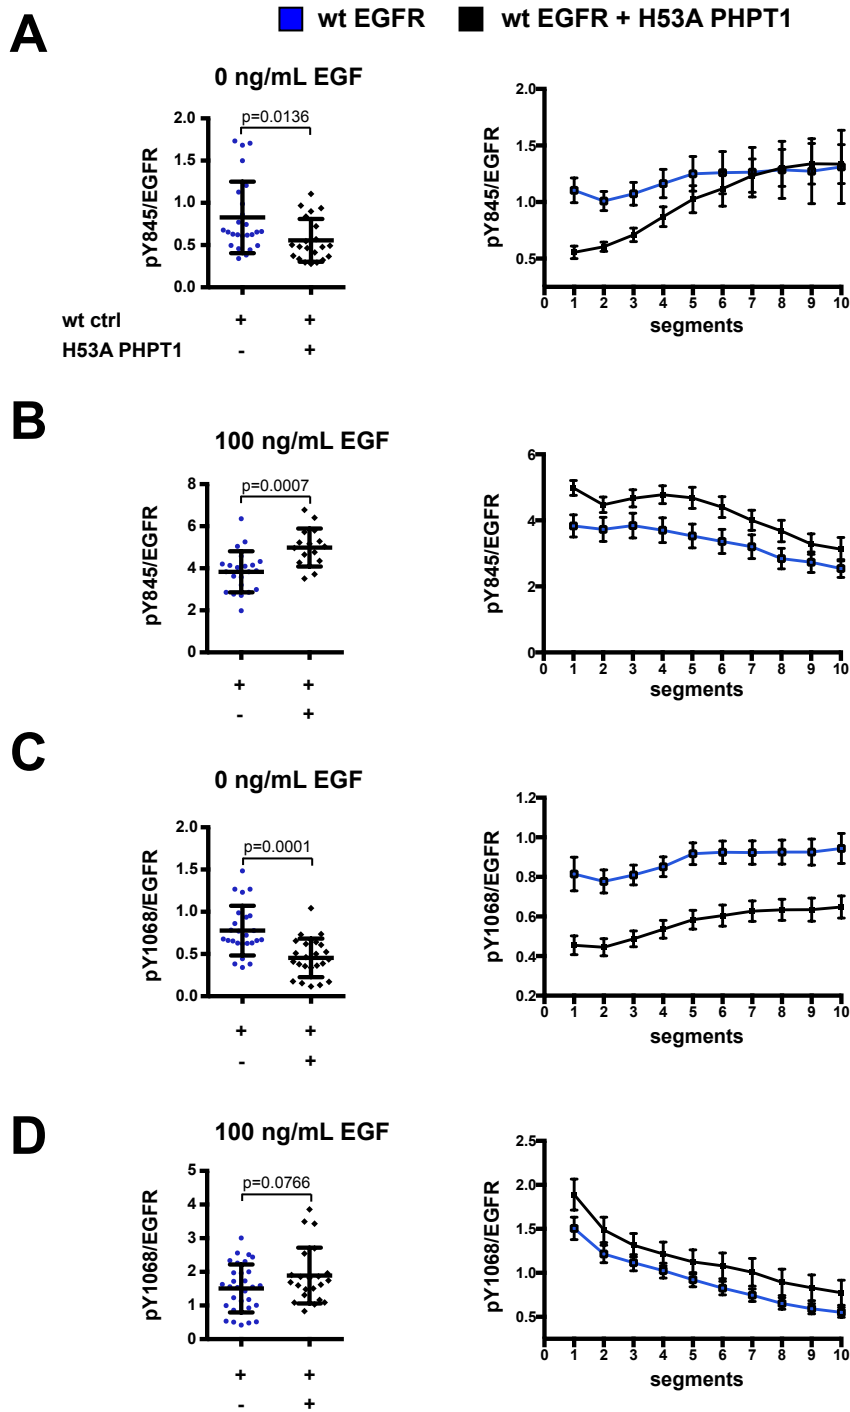 wt EGFR wt EGFR + H53A PHPT1
A
0 ng/mL EGF
p=0.0136
pY845/EGFR
2.0
1.5
1.0
0.5
0.0
wt ctrl + +
H53A PHPT1 - +
pY845/EGFR
2.0
1.5
1.0
0.5
0 1 2 3 4 5 6 7 8 9 10
segments
B
100 ng/mL EGF
p=0.0007
pY845/EGFR
8
6
4
2
0
+ +
- +
pY845/EGFR
6
4
2
0
0 1 2 3 4 5 6 7 8 9 10
segments
C
0 ng/mL EGF
p=0.0001
pY1068/EGFR
2.0
1.5
1.0
0.5
0.0
+ +
- +
pY1068/EGFR
1.2
1.0
0.8
0.6
0.4
0.2
0 1 2 3 4 5 6 7 8 9 10
segments
D
100 ng/mL EGF
p=0.0766
pY1068/EGFR
5
4
3
2
1
0
+ +
- +
pY1068/EGFR
2.5
2.0
1.5
1.0
0.5
0 1 2 3 4 5 6 7 8 9 10
segments